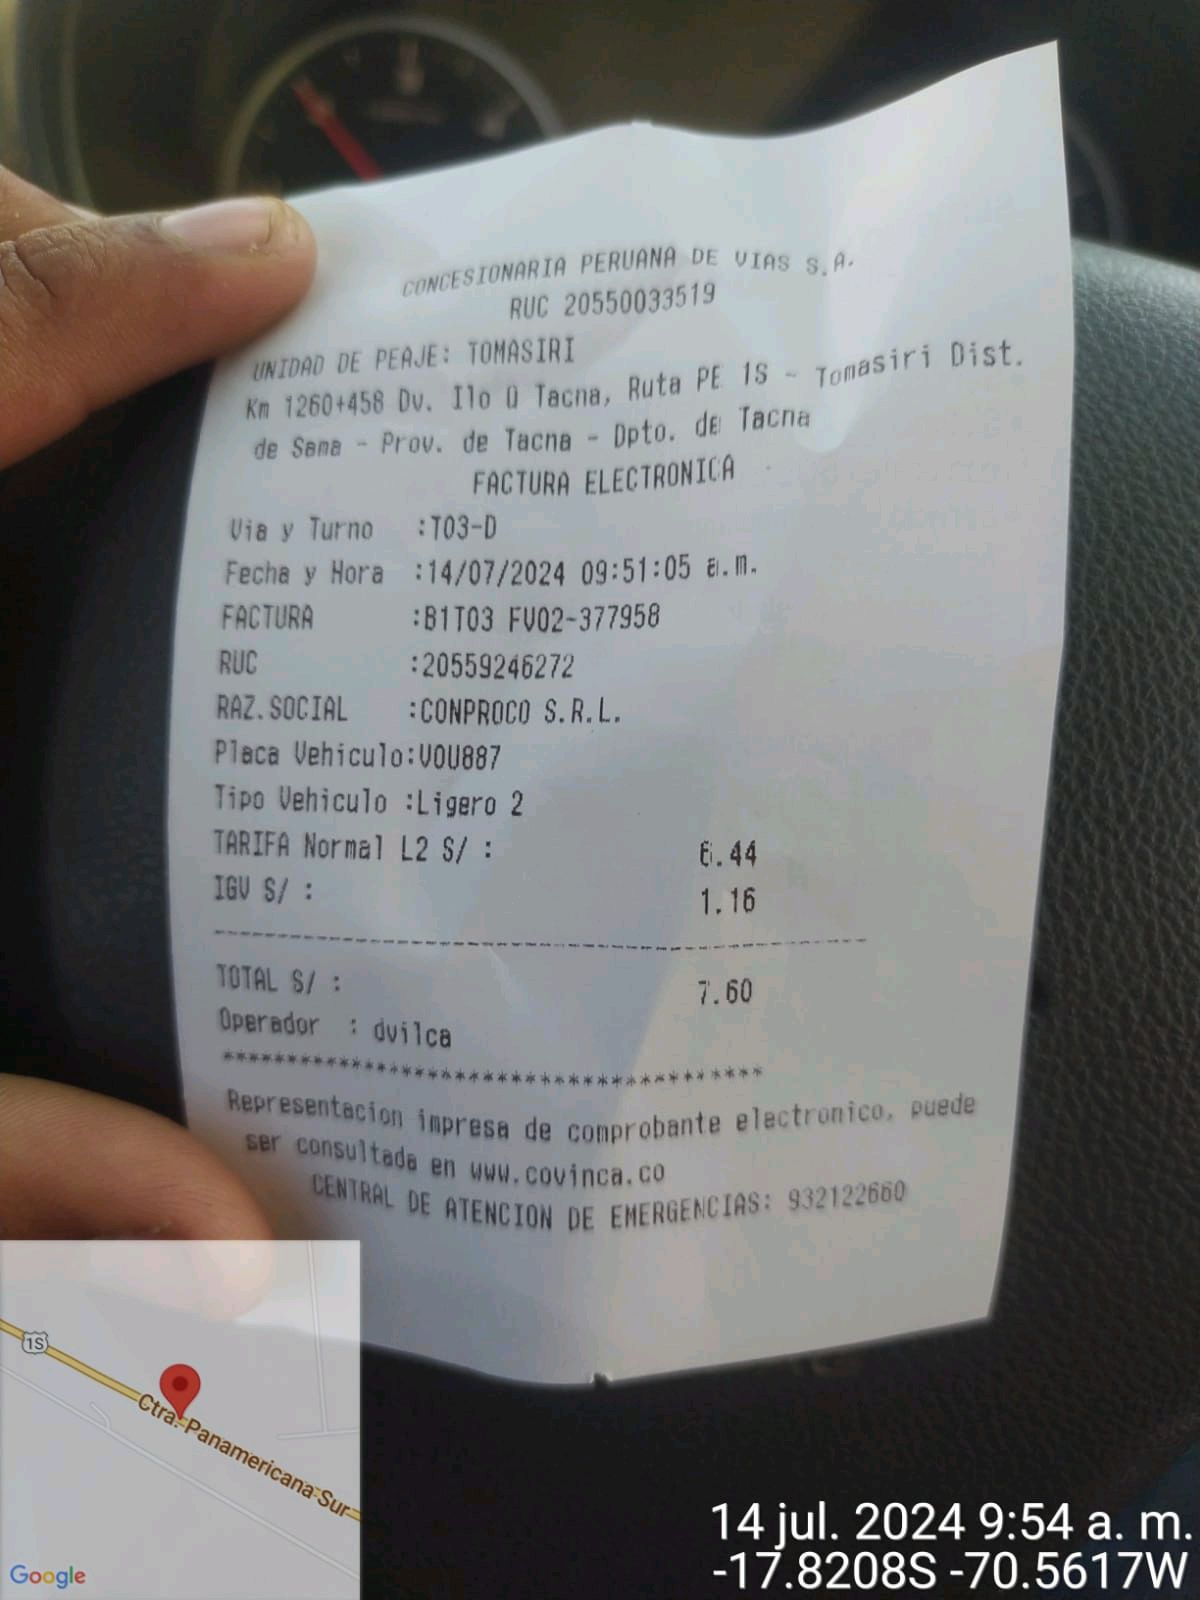 CONCESIONARIA PERUANA DE VIAS S.A.
RUC 20550033519
UNIDAD DE PEAJE: TOMASIRI
Km 1260+458 Dv. Ilo Q Tacna, Ruta PE 1S - Tomasiri Dist.
de Sama - Prov. de Tacna - Dpto. de Tacna
FACTURA ELECTRONICA
Via y Turno :T03-D
Fecha y Hora :14/07/2024 09:51:05 a.m.
FACTURA :B1T03 FV02-377958
RUC :20559246272
RAZ.SOCIAL :CONPROCO S.R.L.
Placa Vehiculo:VOU887
Tipo Vehiculo :Ligero 2
TARIFA Normal L2 S/ : 6.44
IGV S/ : 1.16
--------------------------------------------------
TOTAL S/ : 7.60
Operador : dvilca
******************************************
Representacion impresa de comprobante electronico, puede
ser consultada en www.covinca.co
CENTRAL DE ATENCION DE EMERGENCIAS: 932122660
1S
Ctra. Panamericana Sur
Google
14 jul. 2024 9:54 a. m.
-17.8208S -70.5617W